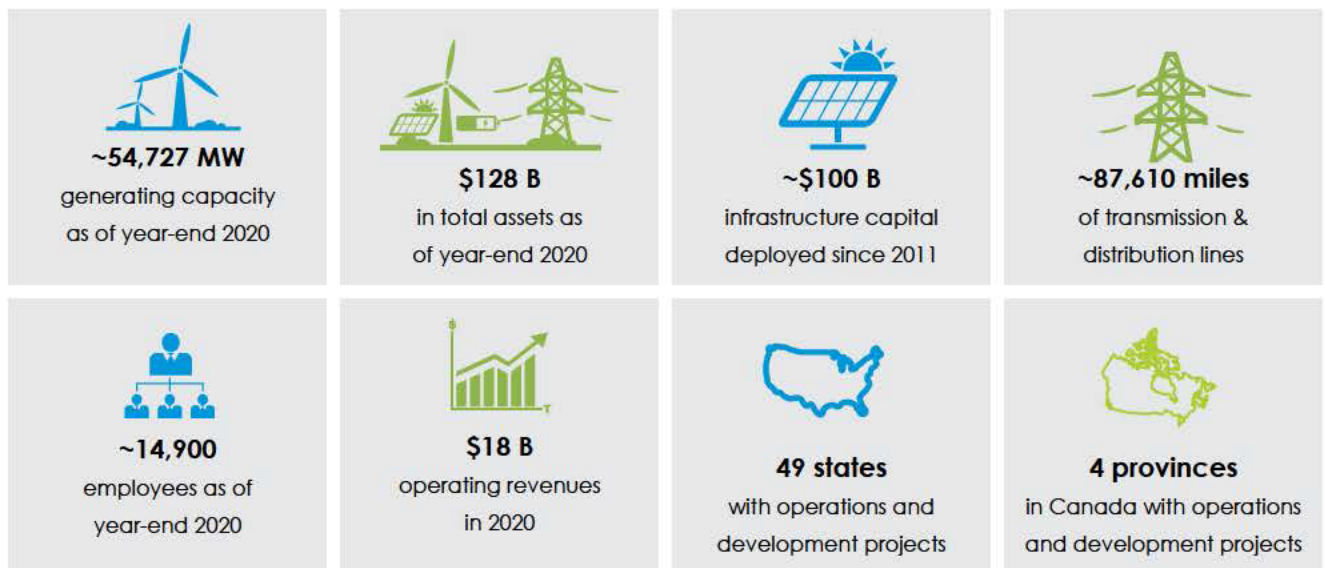 ~54,727 MW
generating capacity
as of year-end 2020
$128 B
in total assets as
of year-end 2020
~$100 B
infrastructure capital
deployed since 2011
~87,610 miles
of transmission &
distribution lines
~14,900
employees as of
year-end 2020
$
T
$18 B
operating revenues
in 2020
49 states
with operations and
development projects
4 provinces
in Canada with operations
and development projects